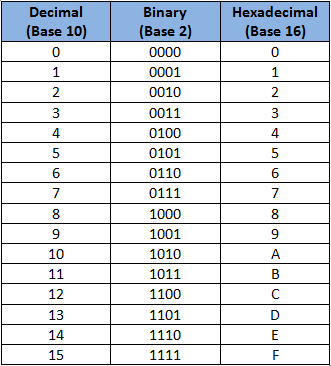 Decimal Binary Hexadecimal
(Base 10) (Base 2) (Base 16)
0 0000 0
1 0001 1
2 0010 2
3 0011 3
4 0100 4
5 0101 5
6 0110 6
7 0111 7
8 1000 8
9 1001 9
10 1010 A
11 1011 B
12 1100 C
13 1101 D
14 1110 E
15 1111 F